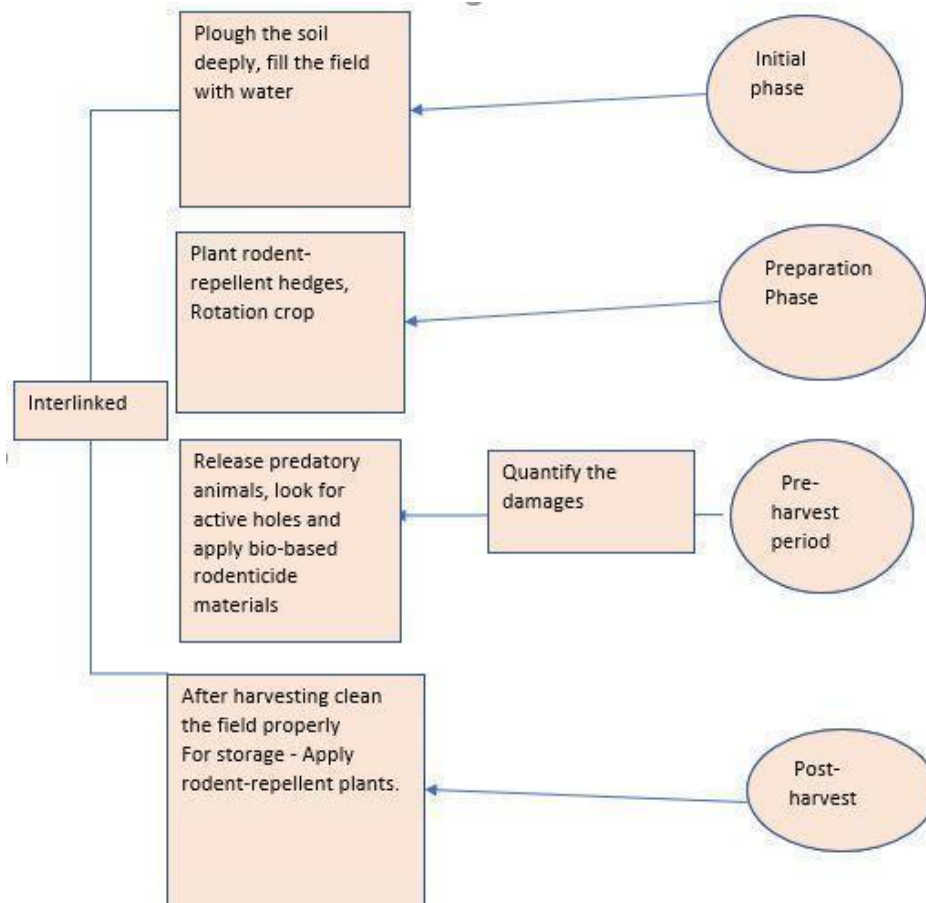 Plough the soil
deeply, fill the field
with water
Initial
phase
Plant rodent-
repellent hedges,
Rotation crop
Preparation
Phase
Interlinked
Release predatory
animals, look for
active holes and
apply bio-based
rodenticide
materials
Quantify the
damages
Pre-
harvest
period
After harvesting clean
the field properly
For storage - Apply
rodent-repellent plants.
Post-
harvest